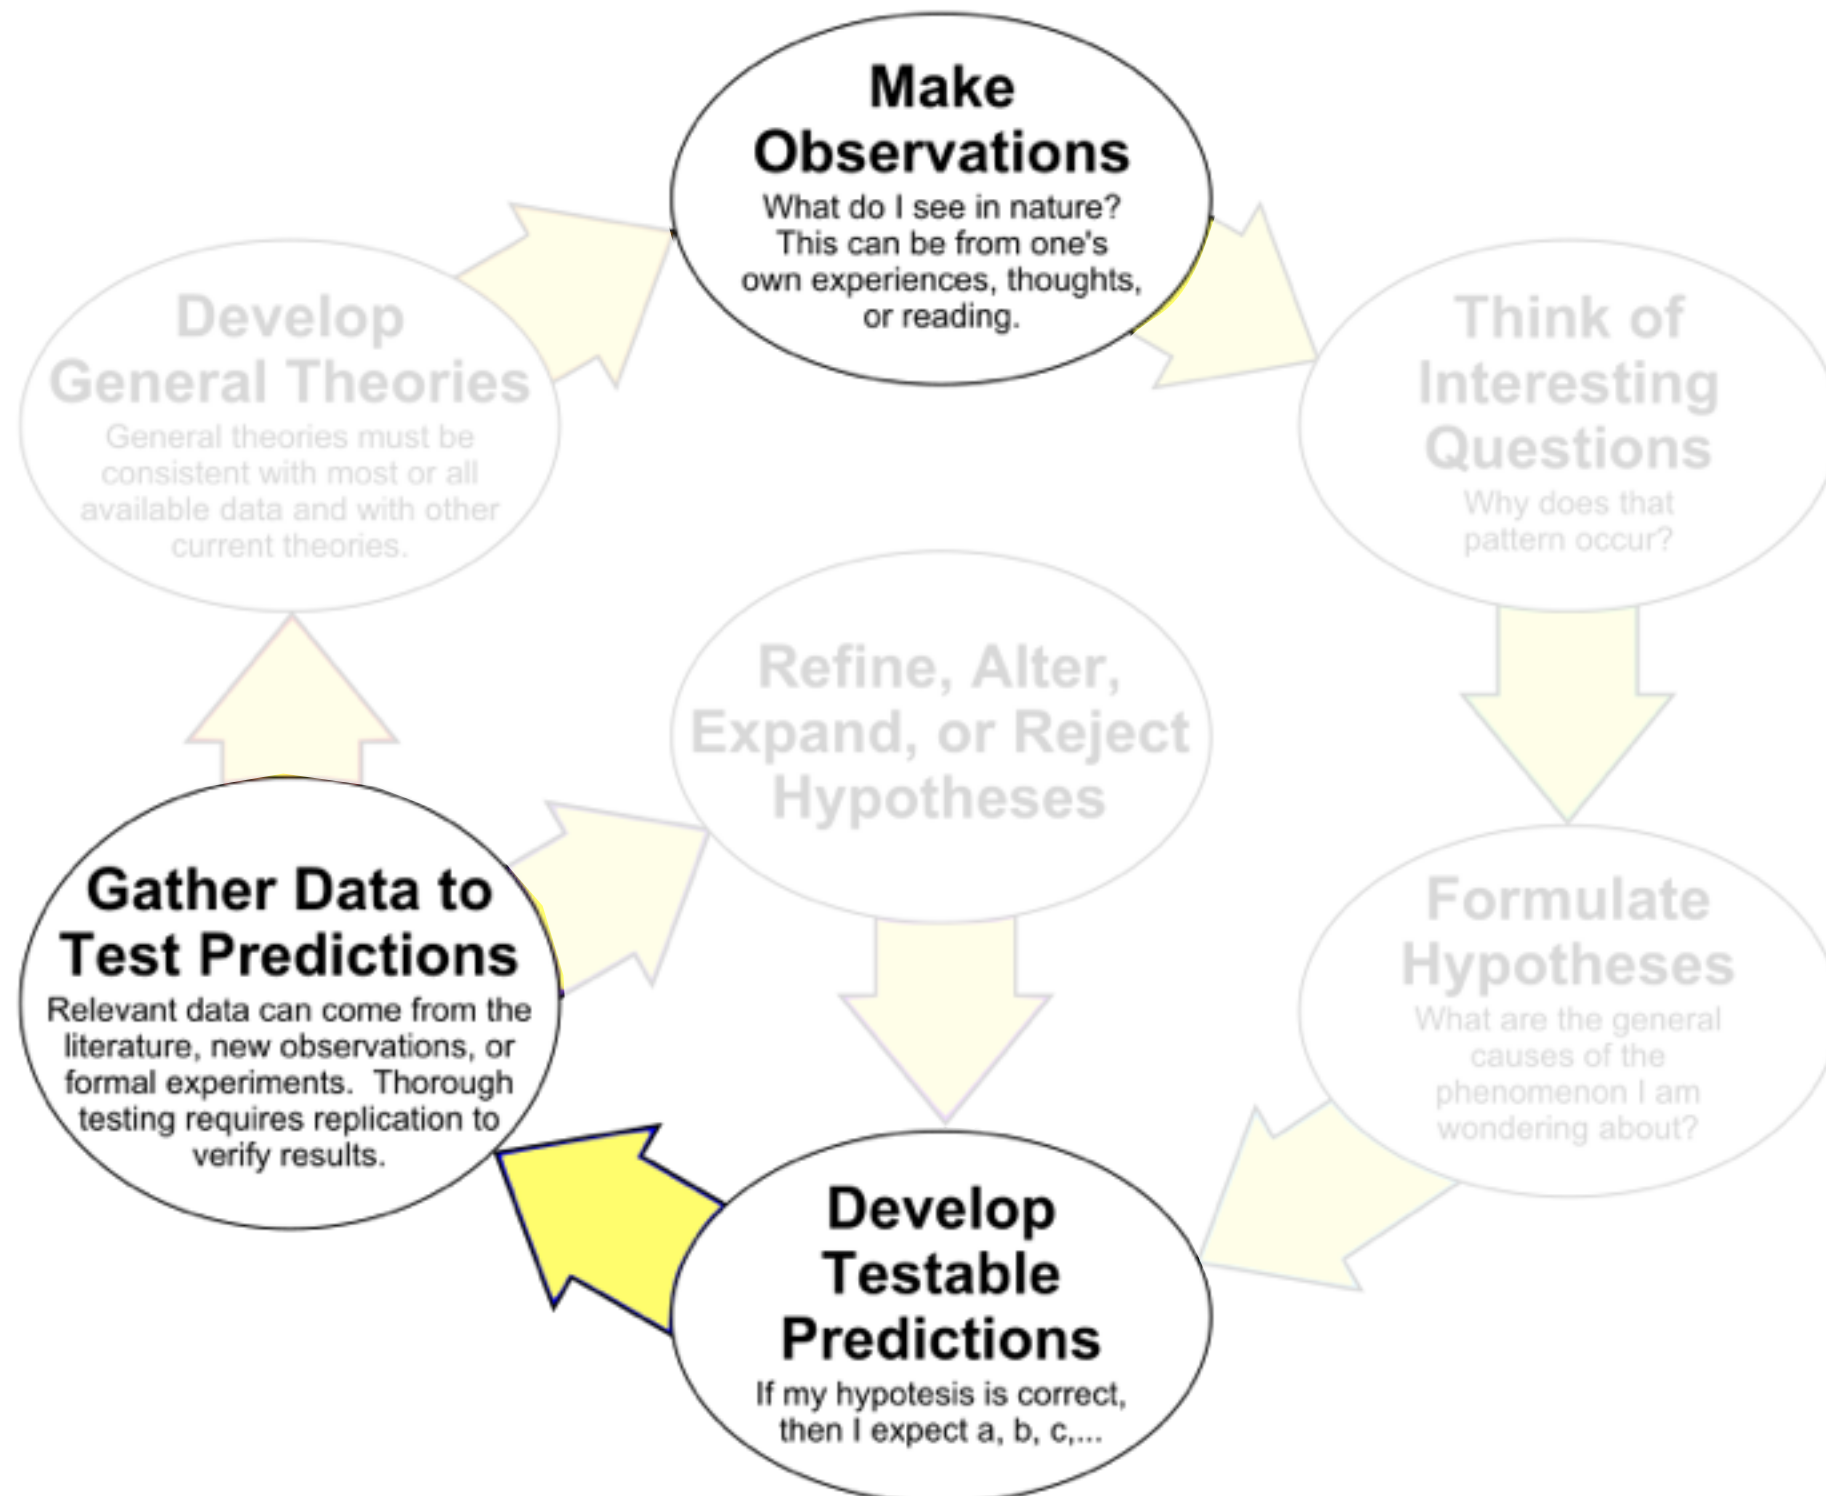 Make
Observations
What do I see in nature?
This can be from one's
own experiences, thoughts,
or reading.
Think of
Interesting
Questions
Why does that
pattern occur?
Formulate
Hypotheses
What are the general
causes of the
phenomenon I am
wondering about?
Develop
Testable
Predictions
If my hypotesis is correct,
then I expect a, b, c,...
Gather Data to
Test Predictions
Relevant data can come from the
literature, new observations, or
formal experiments. Thorough
testing requires replication to
verify results.
Refine, Alter,
Expand, or Reject
Hypotheses
Develop
General Theories
General theories must be
consistent with most or all
available data and with other
current theories.